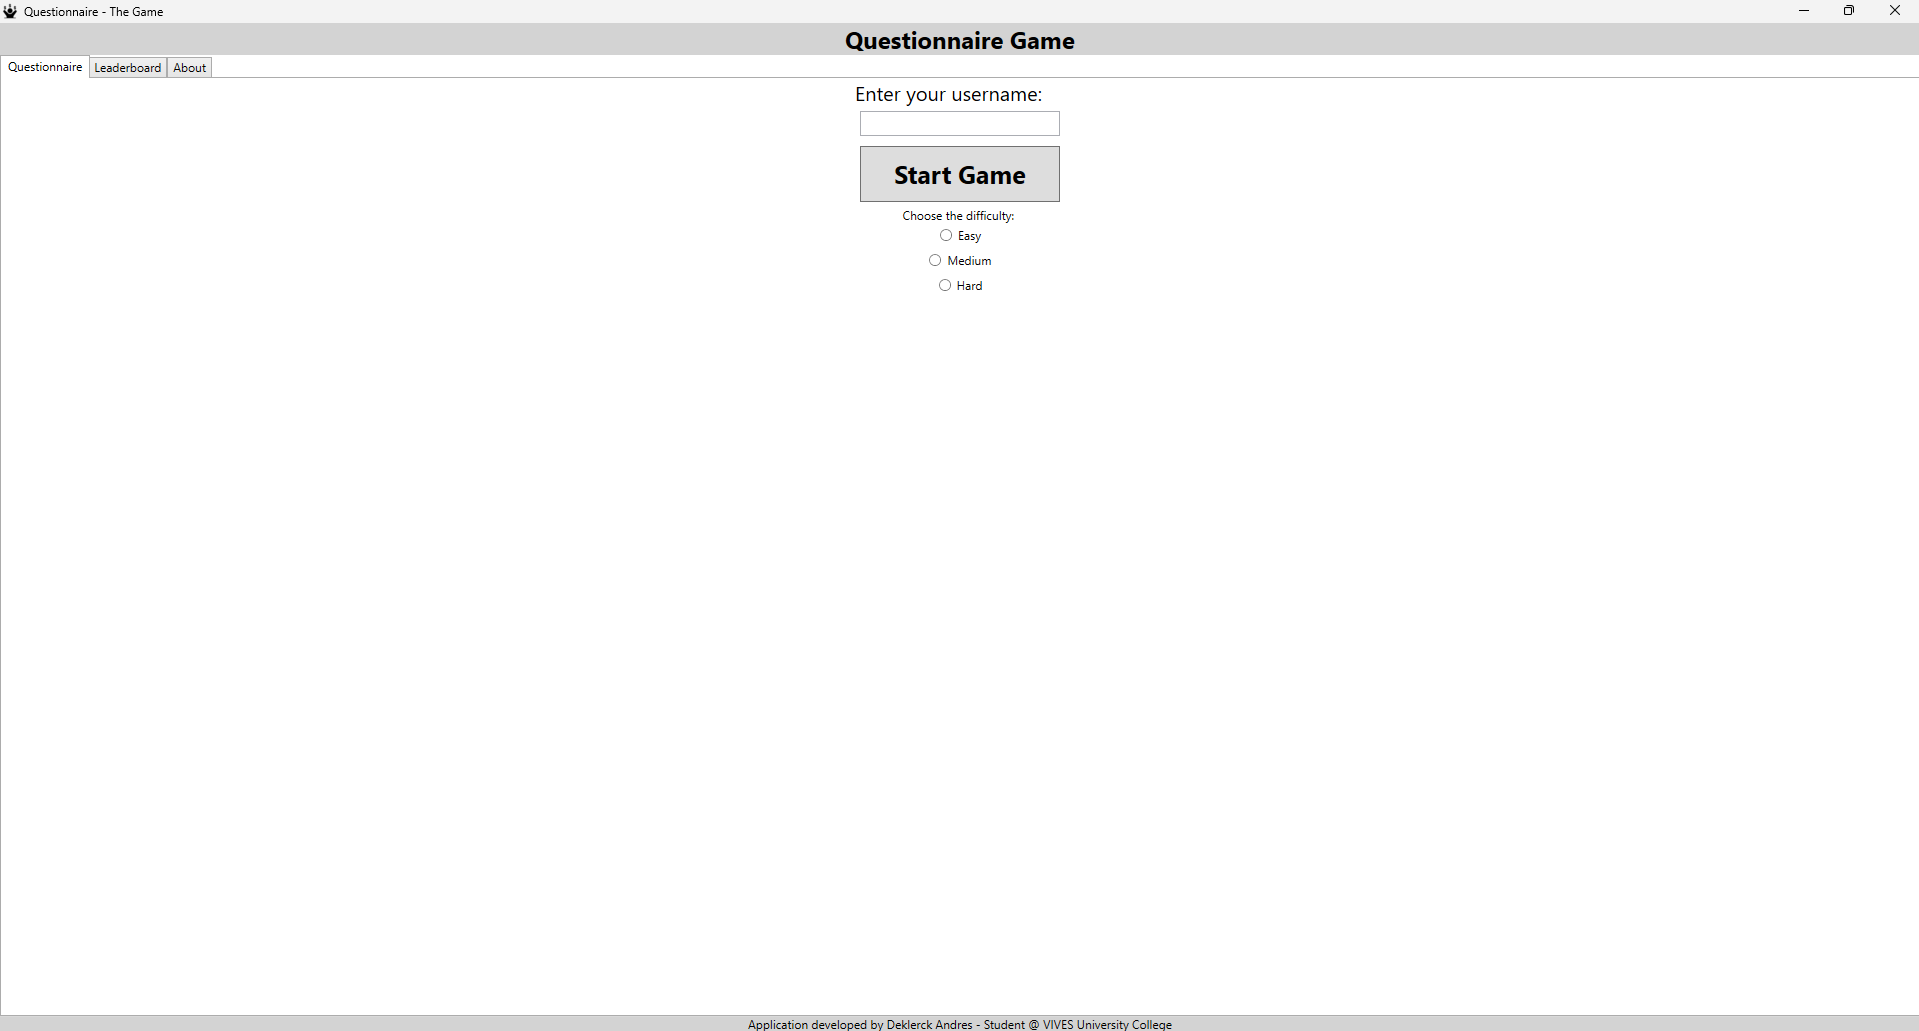 Questionnaire - The Game
Questionnaire Game
Questionnaire Leaderboard About
Enter your username:
Start Game
Choose the difficulty:
Easy
Medium
Hard
Application developed by Deklerck Andres - Student @ VIVES University College